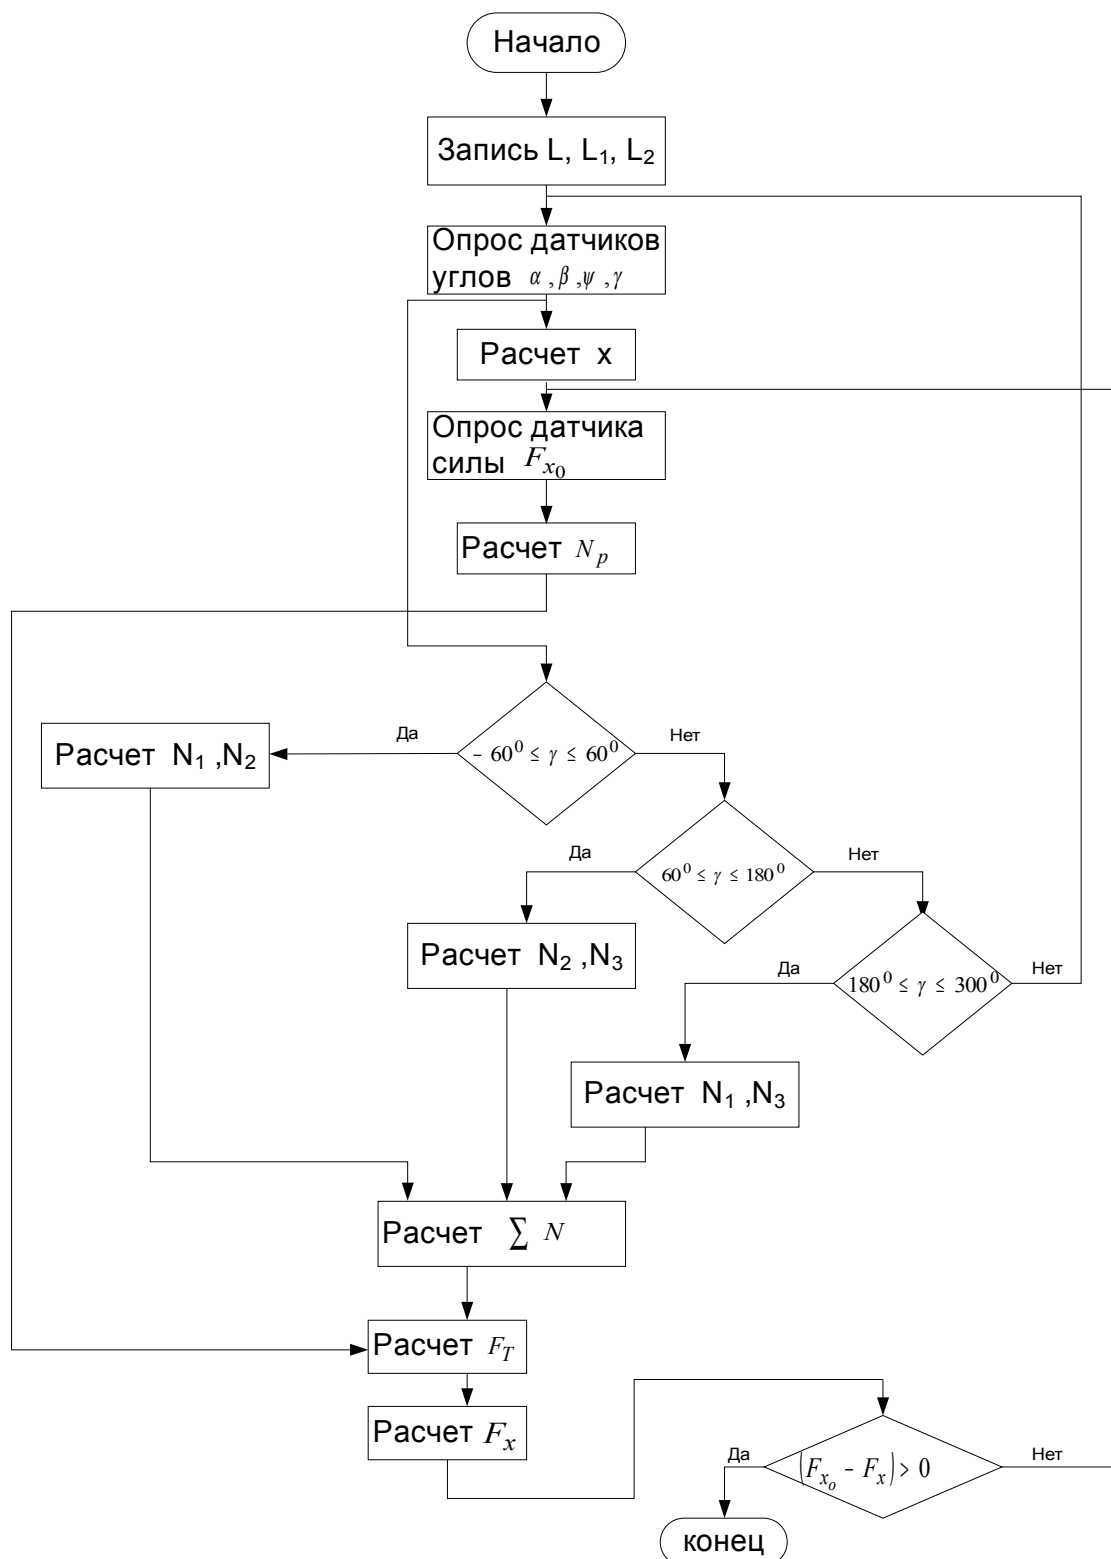 Начало
Запись L, L₁, L₂
Опрос датчиков
углов α , β , ψ , γ
Расчет x
Опрос датчика
силы Fₓ₀
Расчет Nₚ
Да
- 60⁰ ≤ γ ≤ 60⁰
Нет
Расчет N₁ ,N₂
Да
60⁰ ≤ γ ≤ 180⁰
Нет
Расчет N₂ ,N₃
Да
180⁰ ≤ γ ≤ 300⁰
Нет
Расчет N₁ ,N₃
Расчет ∑ N
Расчет F_T
Расчет Fₓ
Да
(Fₓₒ - Fₓ) > 0
Нет
конец